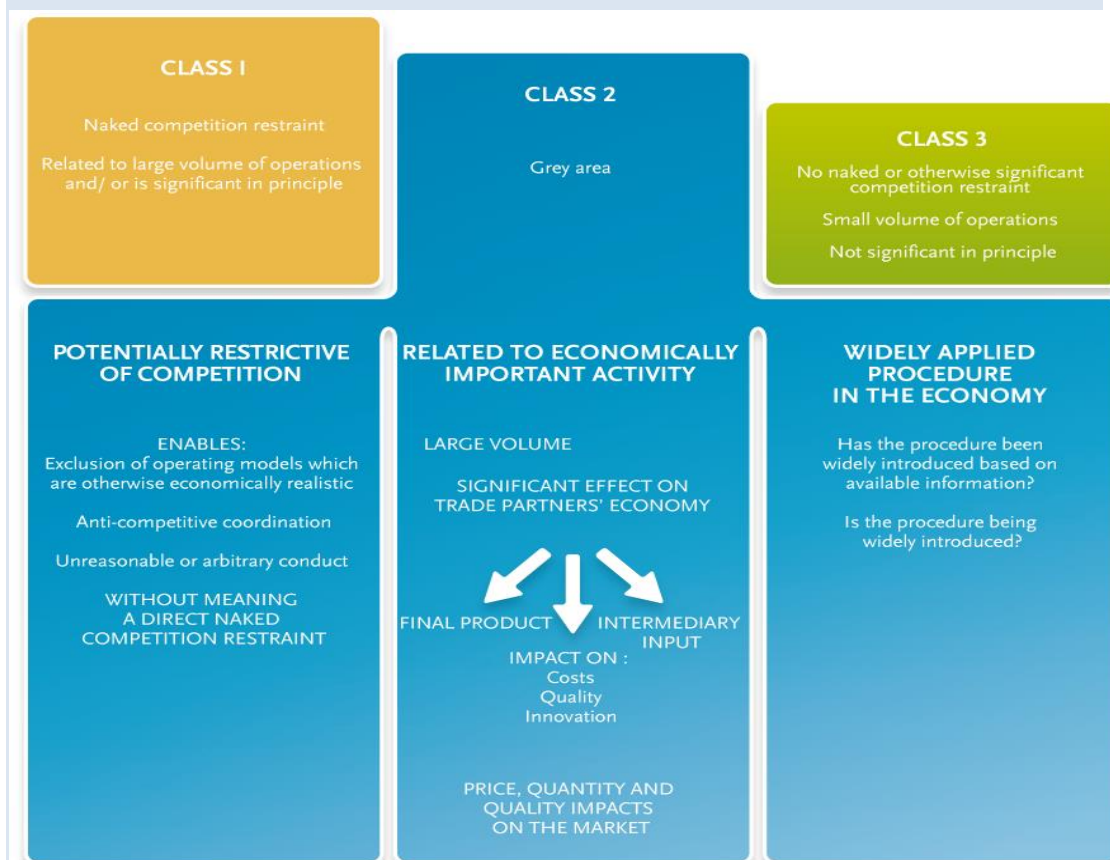 CLASS I
Naked competition restraint
Related to large volume of operations
and/ or is significant in principle
CLASS 2
Grey area
CLASS 3
No naked or otherwise significant
competition restraint
Small volume of operations
Not significant in principle
POTENTIALLY RESTRICTIVE
OF COMPETITION
ENABLES:
Exclusion of operating models which
are otherwise economically realistic
Anti-competitive coordination
Unreasonable or arbitrary conduct
WITHOUT MEANING
A DIRECT NAKED
COMPETITION RESTRAINT
RELATED TO ECONOMICALLY
IMPORTANT ACTIVITY
LARGE VOLUME
SIGNIFICANT EFFECT ON
TRADE PARTNERS' ECONOMY
FINAL PRODUCT
INTERMEDIARY
INPUT
IMPACT ON :
Costs
Quality
Innovation
PRICE, QUANTITY AND
QUALITY IMPACTS
ON THE MARKET
WIDELY APPLIED
PROCEDURE
IN THE ECONOMY
Has the procedure been
widely introduced based on
available information?
Is the procedure being
widely introduced?